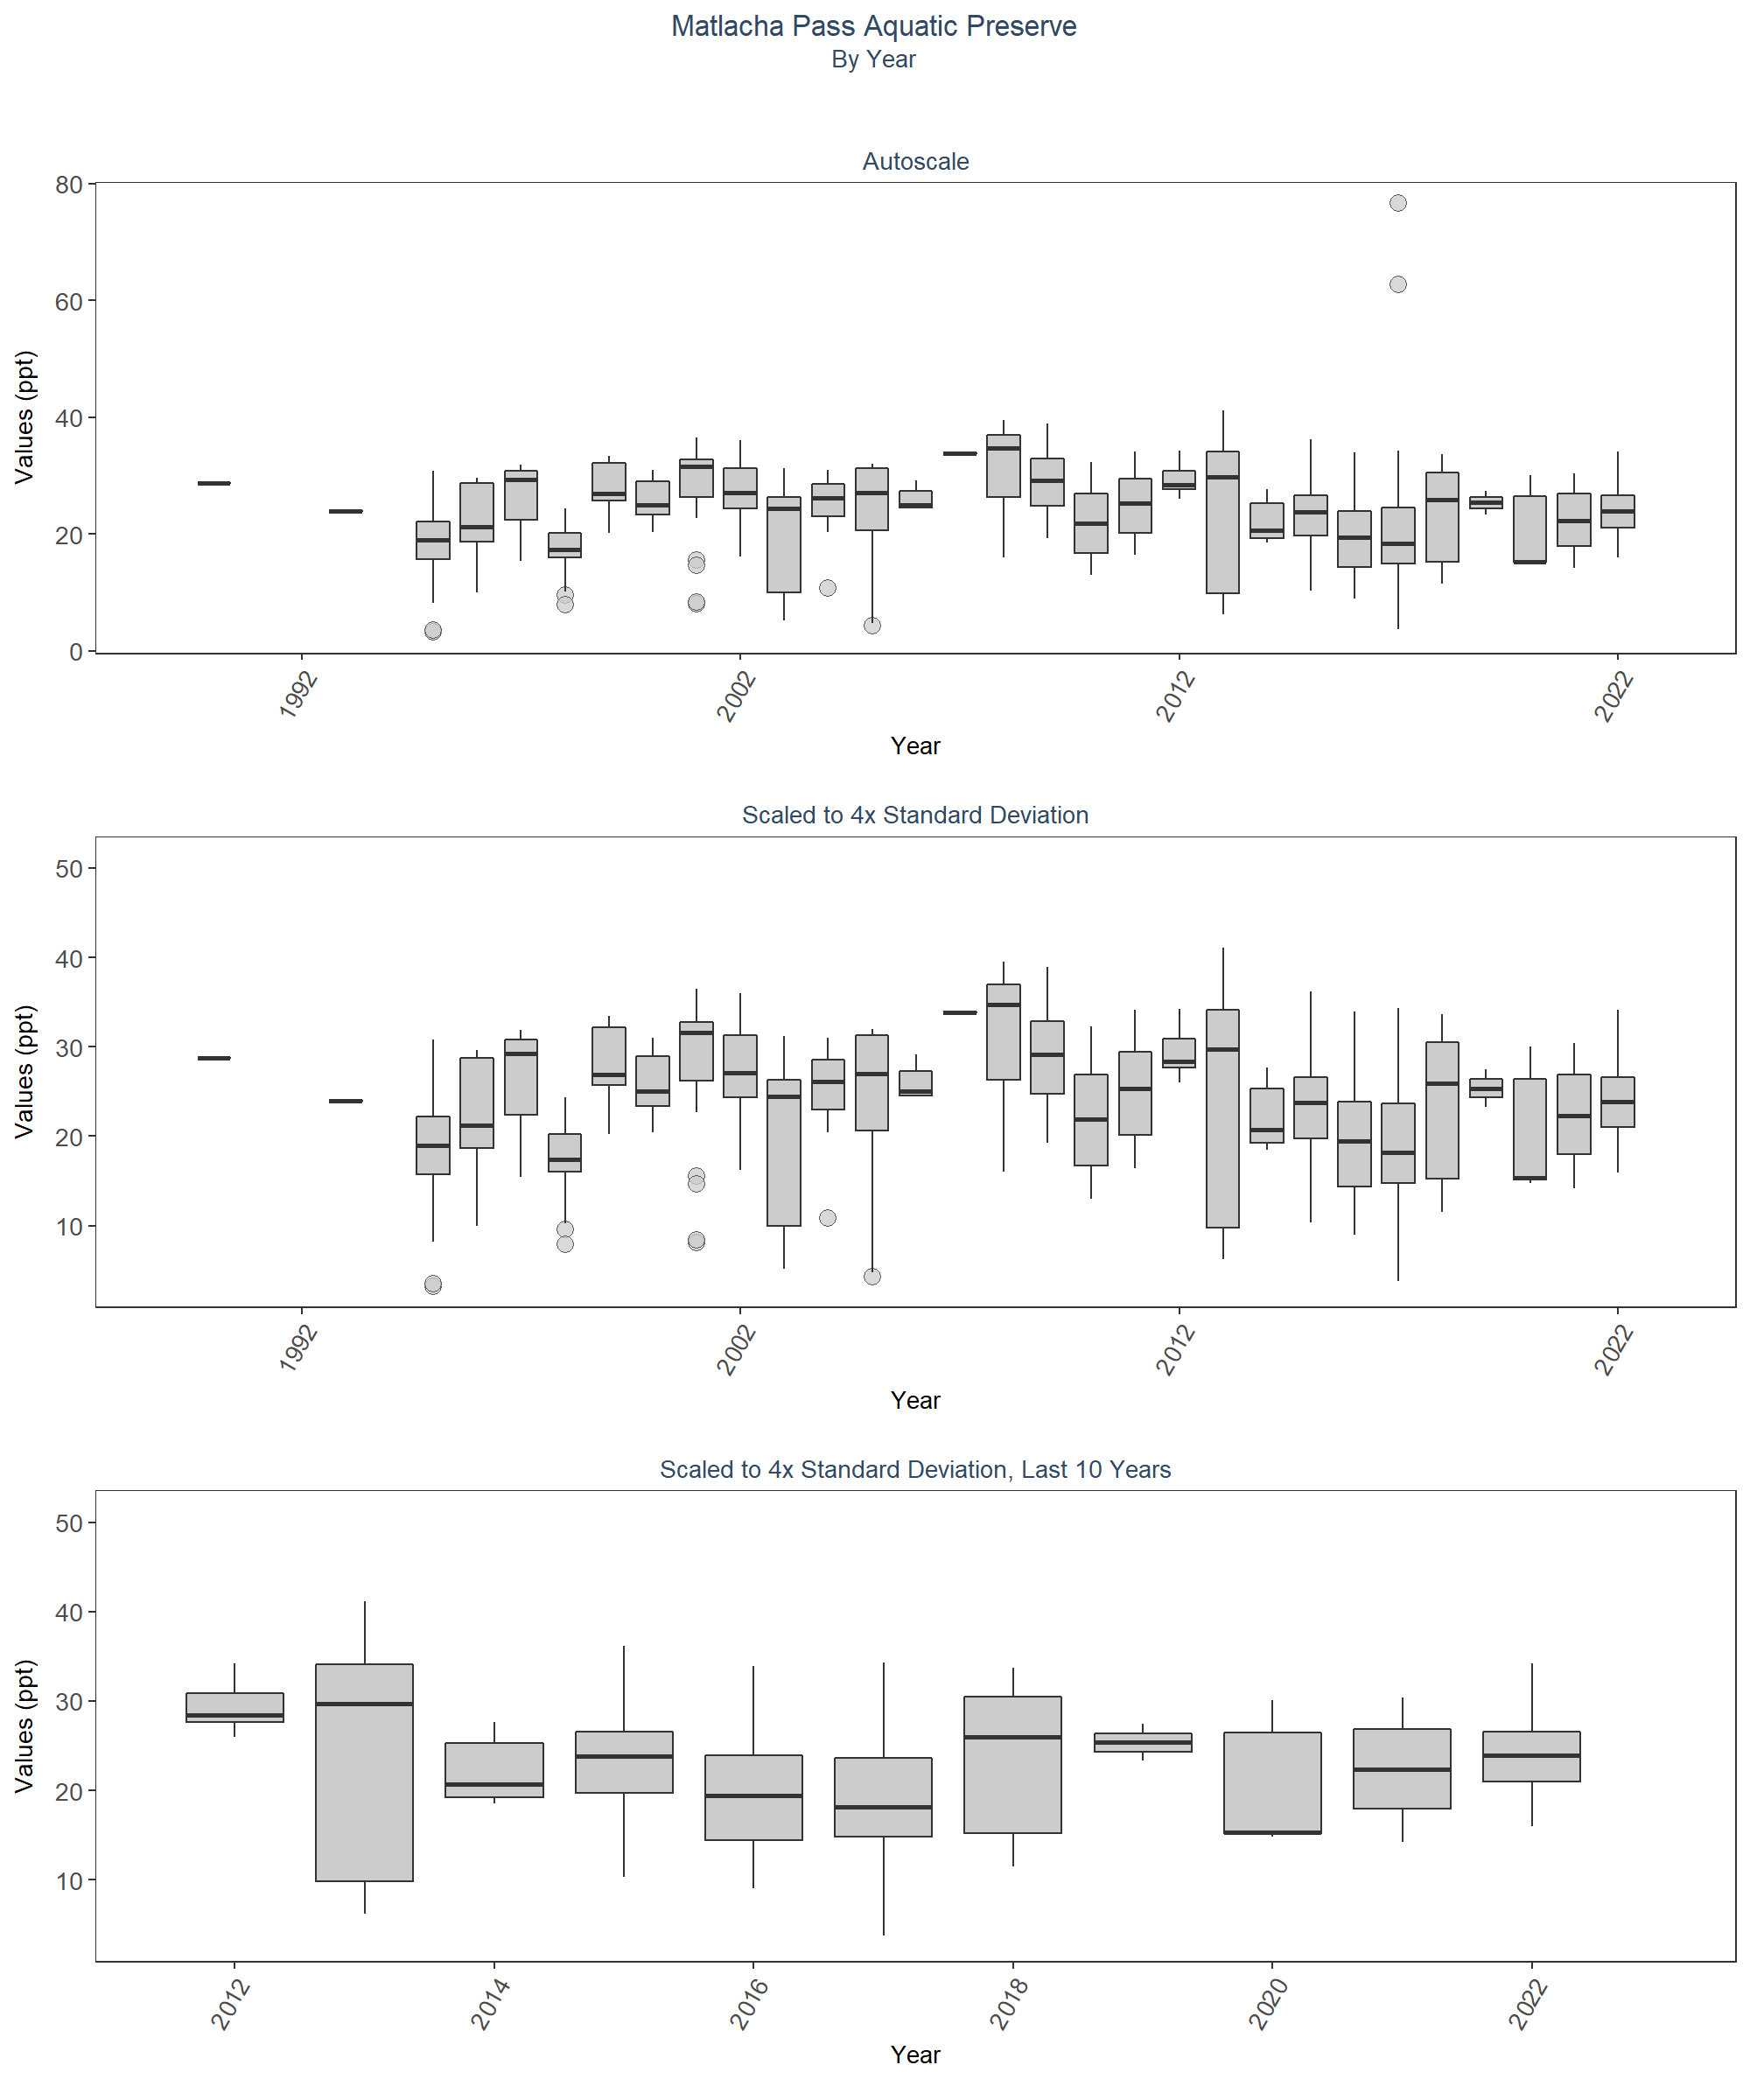 Matlacha Pass Aquatic Preserve
By Year
Autoscale
Values (ppt)
80
60
40
20
0
1992
2002
2012
2022
Year
Scaled to 4x Standard Deviation
Values (ppt)
50
40
30
20
10
1992
2002
2012
2022
Year
Scaled to 4x Standard Deviation, Last 10 Years
Values (ppt)
50
40
30
20
10
2012
2014
2016
2018
2020
2022
Year